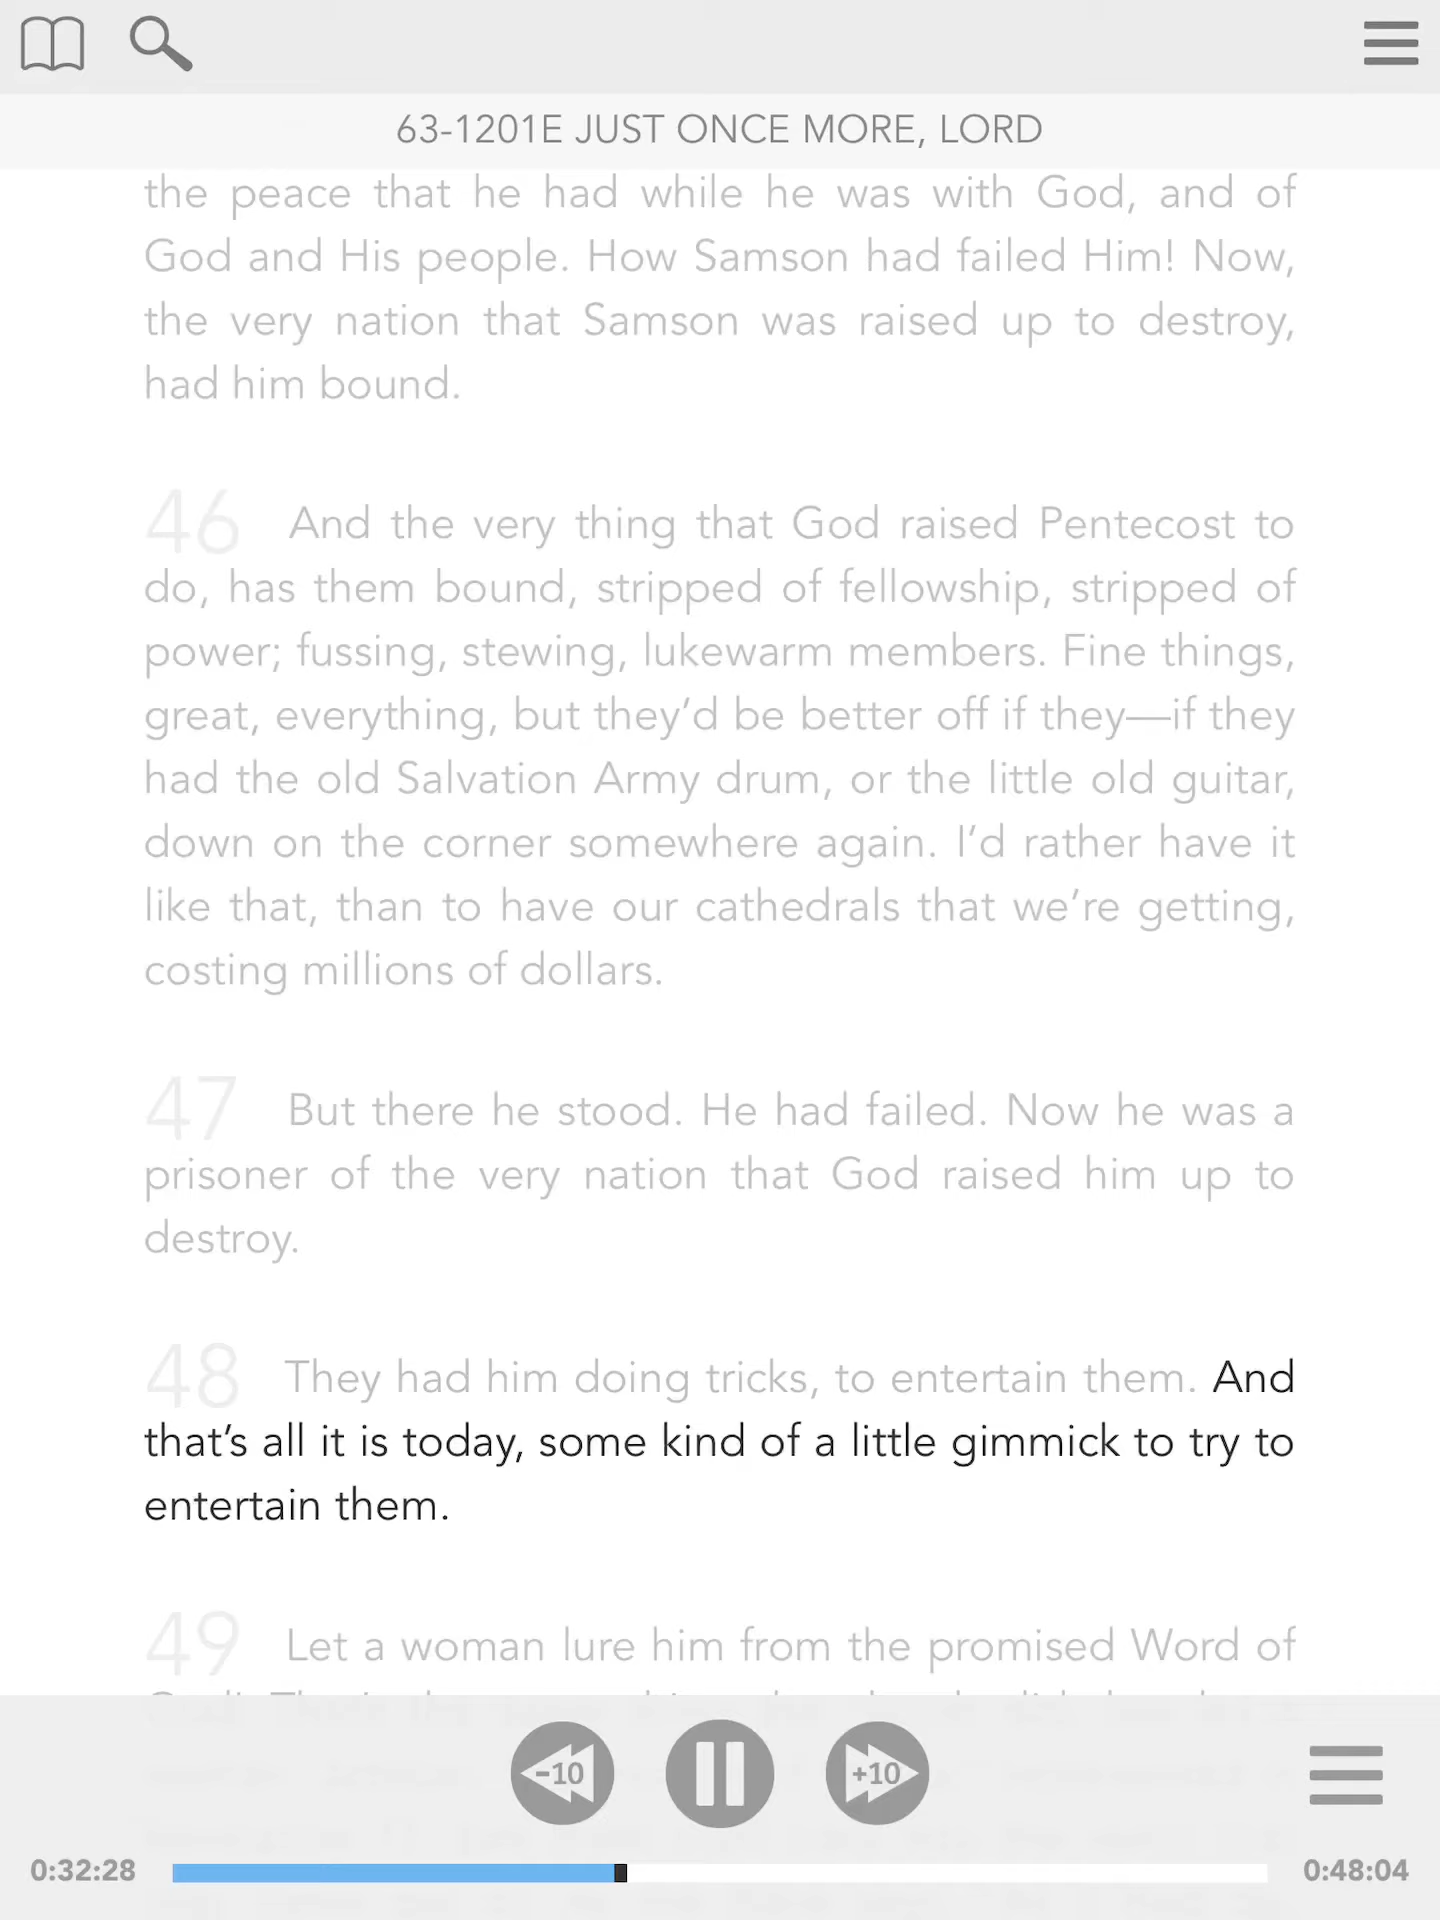 63-1201E JUST ONCE MORE, LORD
the peace that he had while he was with God, and of
God and His people. How Samson had failed Him! Now,
the very nation that Samson was raised up to destroy,
had him bound.
46 And the very thing that God raised Pentecost to
do, has them bound, stripped of fellowship, stripped of
power; fussing, stewing, lukewarm members. Fine things,
great, everything, but they’d be better off if they—if they
had the old Salvation Army drum, or the little old guitar,
down on the corner somewhere again. I’d rather have it
like that, than to have our cathedrals that we’re getting,
costing millions of dollars.
47 But there he stood. He had failed. Now he was a
prisoner of the very nation that God raised him up to
destroy.
48 They had him doing tricks, to entertain them. And
that’s all it is today, some kind of a little gimmick to try to
entertain them.
49 Let a woman lure him from the promised Word of
-10 +10
0:32:28 0:48:04